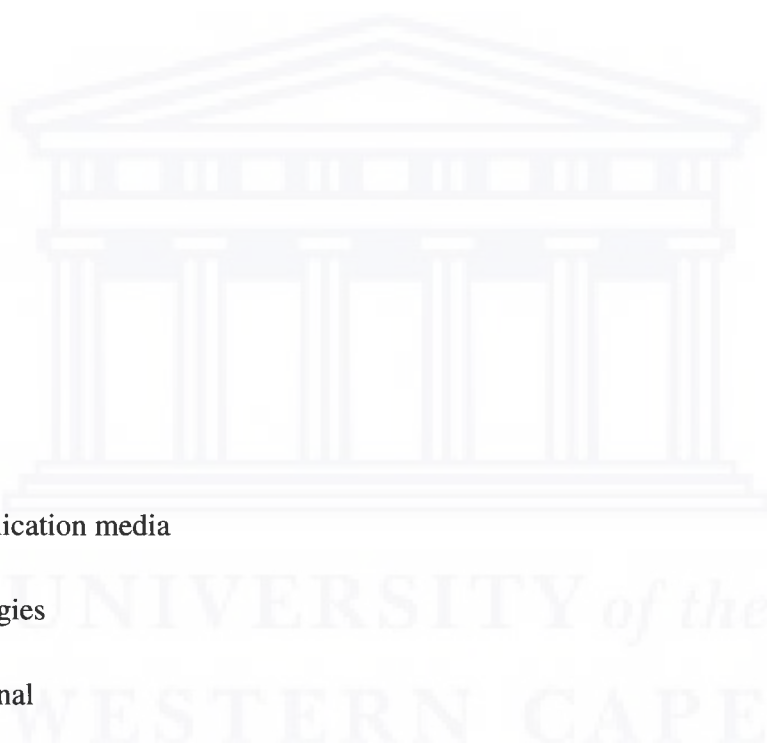 ication media
gies
UNIVERSITY of the
nal
WESTERN CAPE